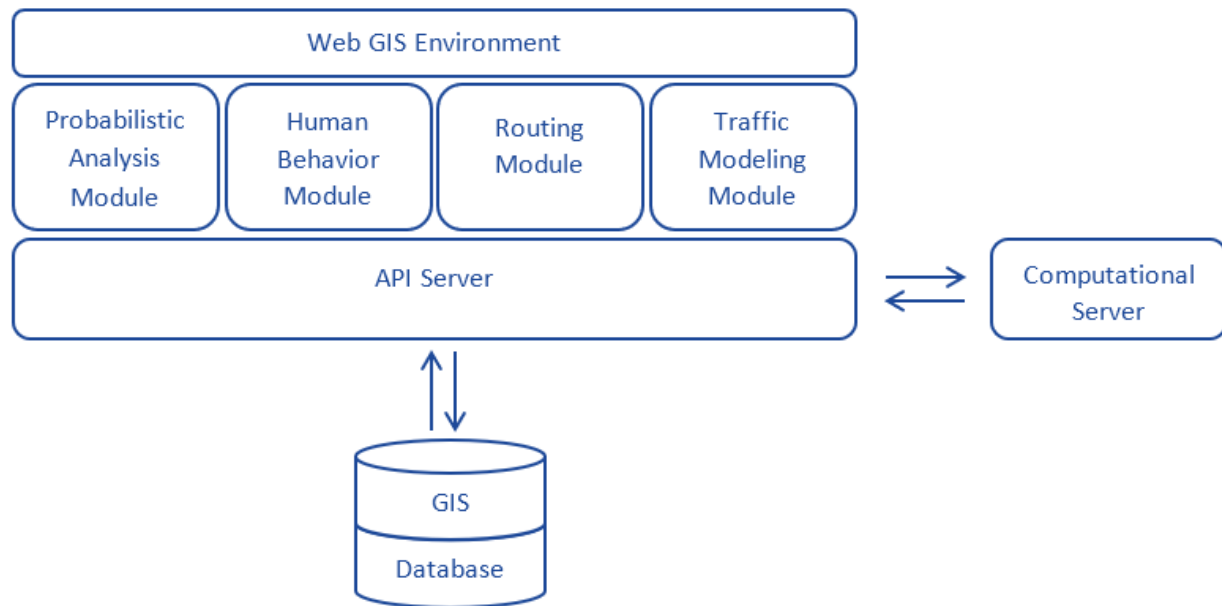 Web GIS Environment
Probabilistic
Analysis
Module
Human
Behavior
Module
Routing
Module
Traffic
Modeling
Module
API Server
Computational
Server
GIS
Database